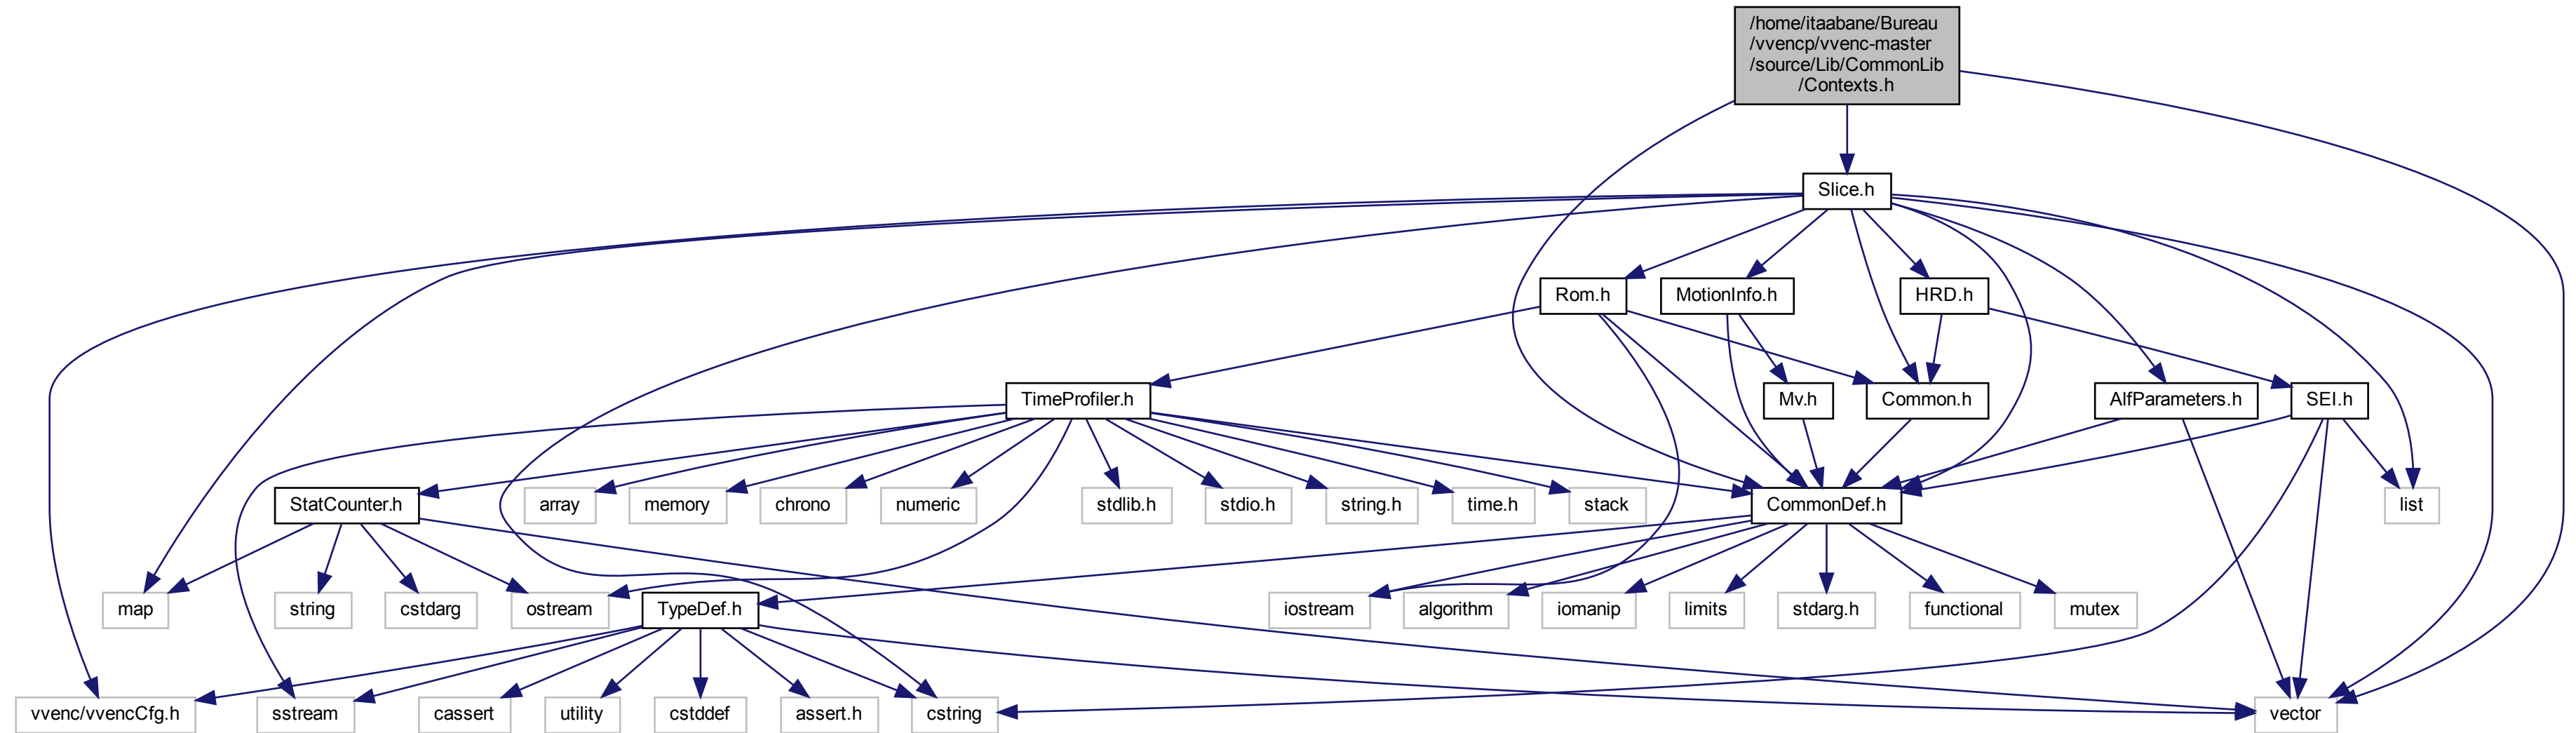 /home/itaabane/Bureau
/vvencp/vvenc-master
/source/Lib/CommonLib
/Contexts.h
Slice.h
Rom.h
MotionInfo.h
HRD.h
TimeProfiler.h
Mv.h
Common.h
AlfParameters.h
SEI.h
StatCounter.h
array
memory
chrono
numeric
stdlib.h
stdio.h
string.h
time.h
stack
CommonDef.h
list
map
string
cstdarg
ostream
TypeDef.h
iostream
algorithm
iomanip
limits
stdarg.h
functional
mutex
vvenc/vvencCfg.h
sstream
cassert
utility
cstddef
assert.h
cstring
vector